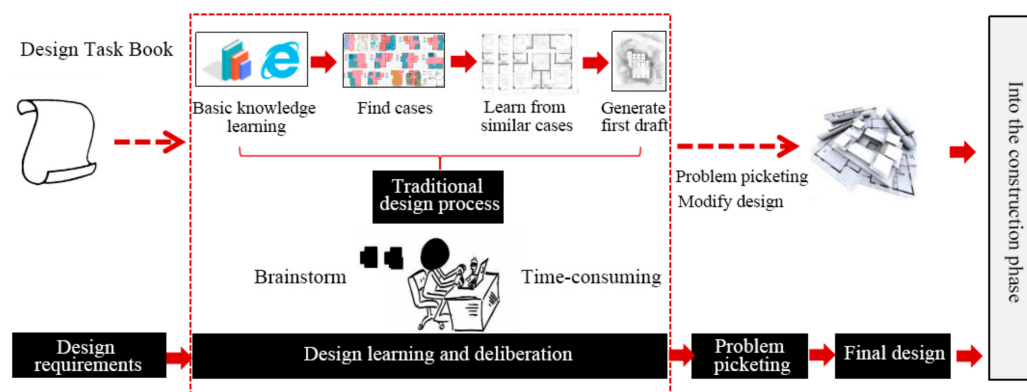 Design Task Book
Basic knowledge
learning
Find cases
Learn from
similar cases
Generate
first draft
Traditional
design process
Problem picketing
Modify design
Brainstorm
Time-consuming
Into the construction phase
Design
requirements
Design learning and deliberation
Problem
picketing
Final design